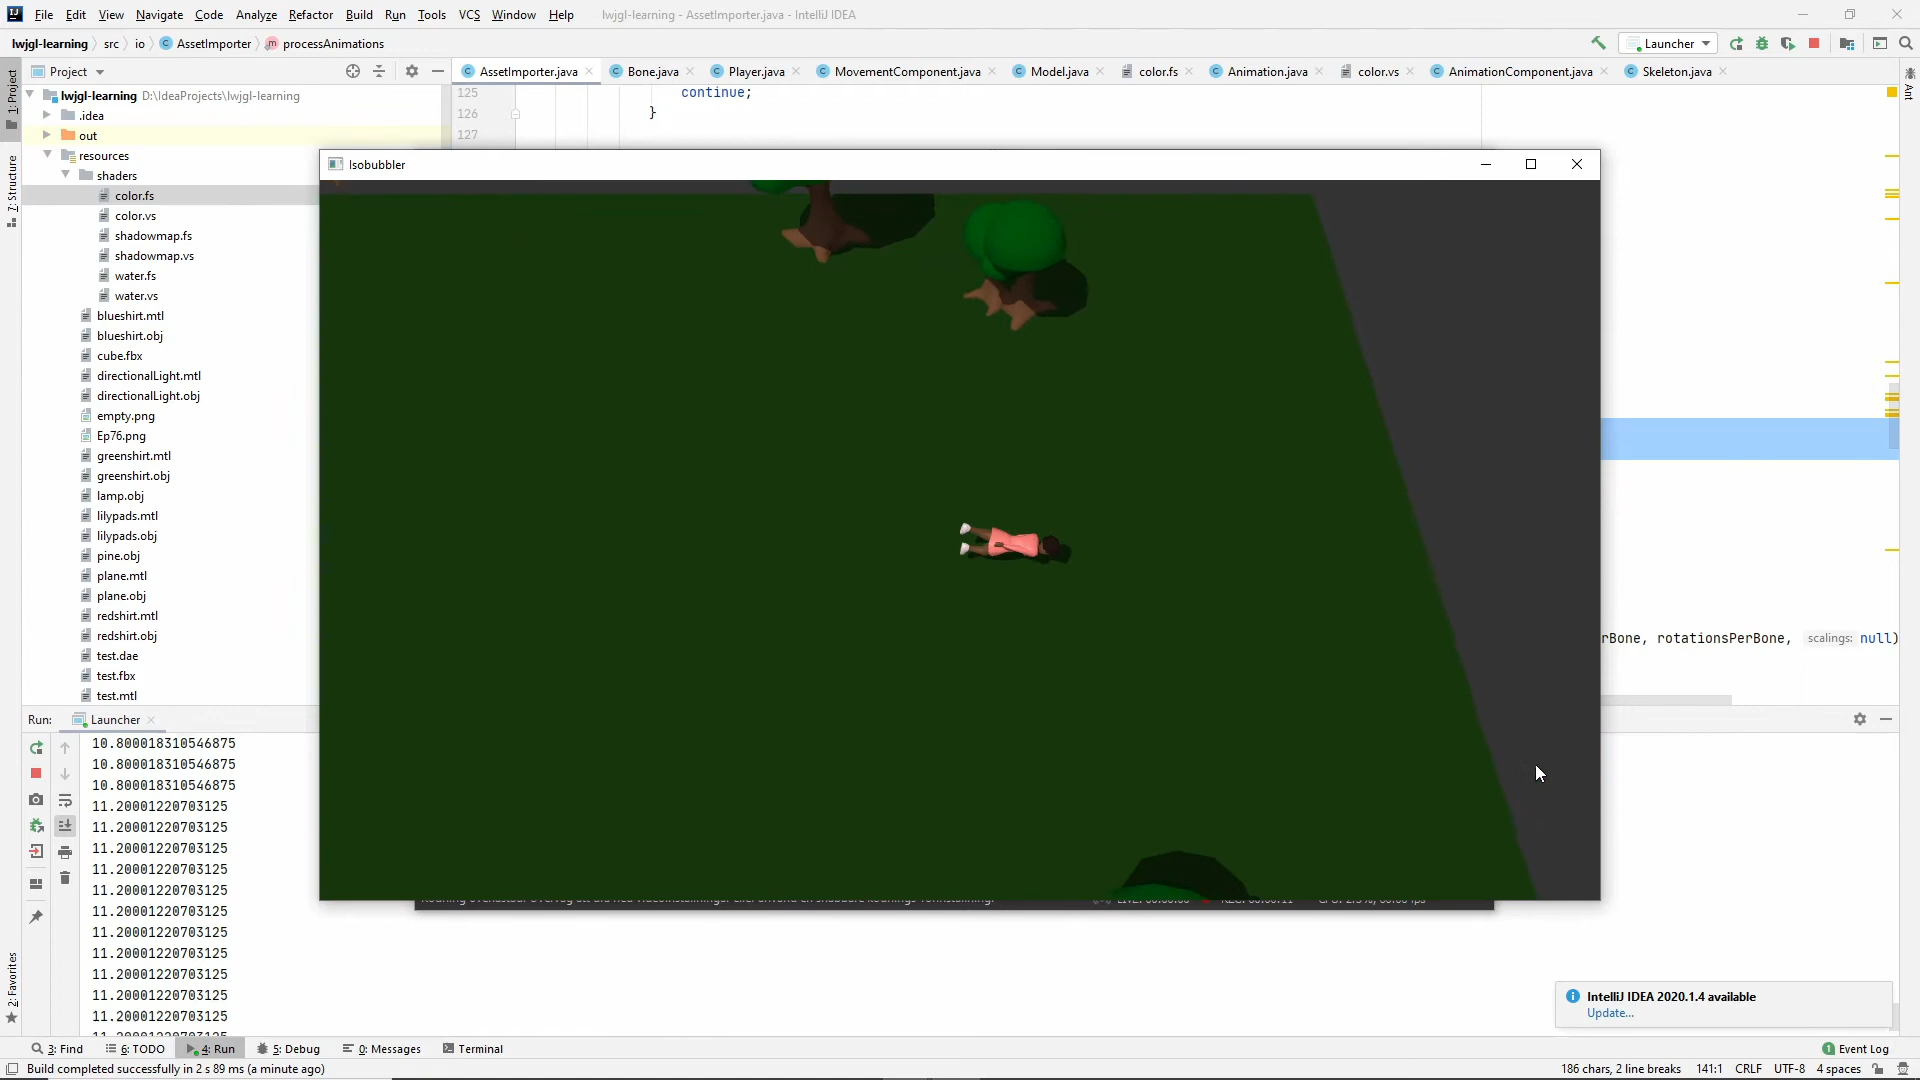 File Edit View Navigate Code Analyze Refactor Build Run Tools VCS Window Help lwjgl-learning - AssetImporter.java - IntelliJ IDEA
lwjgl-learning src io AssetImporter processAnimations Launcher
Project AssetImporter.java Bone.java Player.java MovementComponent.java Model.java color.fs Animation.java color.vs AnimationComponent.java Skeleton.java
1: Project
7: Structure
2: Favorites
Ant
lwjgl-learning D:\IdeaProjects\lwjgl-learning
.idea
out
resources
shaders
color.fs
color.vs
shadowmap.fs
shadowmap.vs
water.fs
water.vs
blueshirt.mtl
blueshirt.obj
cube.fbx
directionalLight.mtl
directionalLight.obj
empty.png
Ep76.png
greenshirt.mtl
greenshirt.obj
lamp.obj
lilypads.mtl
lilypads.obj
pine.obj
plane.mtl
plane.obj
redshirt.mtl
redshirt.obj
test.dae
test.fbx
test.mtl
125 continue;
126 }
127
Isobubbler
rBone, rotationsPerBone, scalings: null)
Run: Launcher
10.800018310546875
10.800018310546875
10.800018310546875
11.20001220703125
11.20001220703125
11.20001220703125
11.20001220703125
11.20001220703125
11.20001220703125
11.20001220703125
11.20001220703125
11.20001220703125
11.20001220703125
11.20001220703125
11.20001220703125
IntelliJ IDEA 2020.1.4 available
Update...
3: Find 6: TODO 4: Run 5: Debug 0: Messages Terminal 1 Event Log
Build completed successfully in 2 s 89 ms (a minute ago) 186 chars, 2 line breaks 141:1 CRLF UTF-8 4 spaces